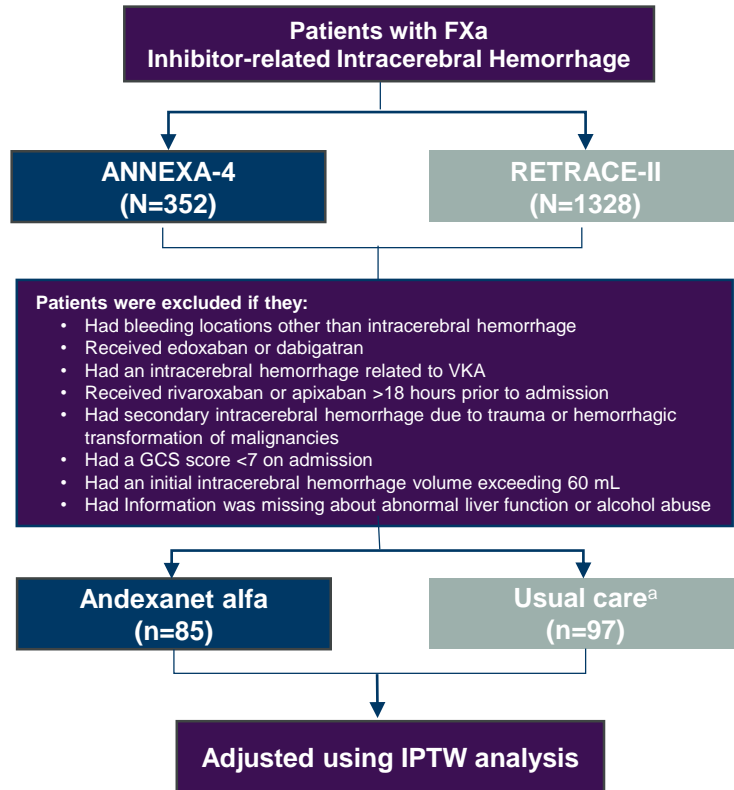 Patients with FXa
Inhibitor-related Intracerebral Hemorrhage
ANNEXA-4
(N=352)
RETRACE-II
(N=1328)
Patients were excluded if they:
• Had bleeding locations other than intracerebral hemorrhage
• Received edoxaban or dabigatran
• Had an intracerebral hemorrhage related to VKA
• Received rivaroxaban or apixaban >18 hours prior to admission
• Had secondary intracerebral hemorrhage due to trauma or hemorrhagic
transformation of malignancies
• Had a GCS score <7 on admission
• Had an initial intracerebral hemorrhage volume exceeding 60 mL
• Had Information was missing about abnormal liver function or alcohol abuse
Andexanet alfa
(n=85)
Usual careᵃ
(n=97)
Adjusted using IPTW analysis